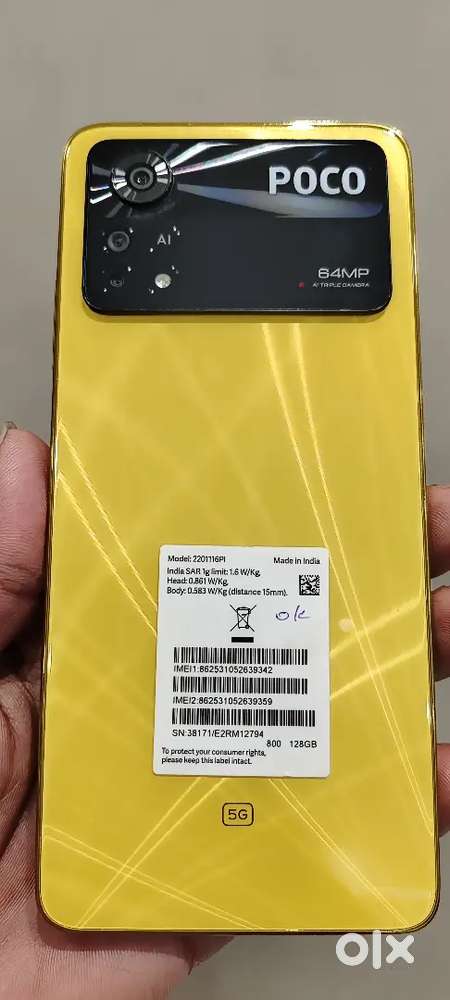 POCO
AI
64MP
AI TRIPLE CAMERA
Model: 2201116PI Made in India
India SAR 1g limit: 1.6 W/Kg,
Head: 0.861 W/Kg,
Body: 0.583 W/Kg (distance 15mm).
ok
IMEI1:862531052639342
IMEI2:862531052639359
SN:38171/E2RM12794
800 128GB
To protect your consumer rights,
please keep this label intact.
5G
olx